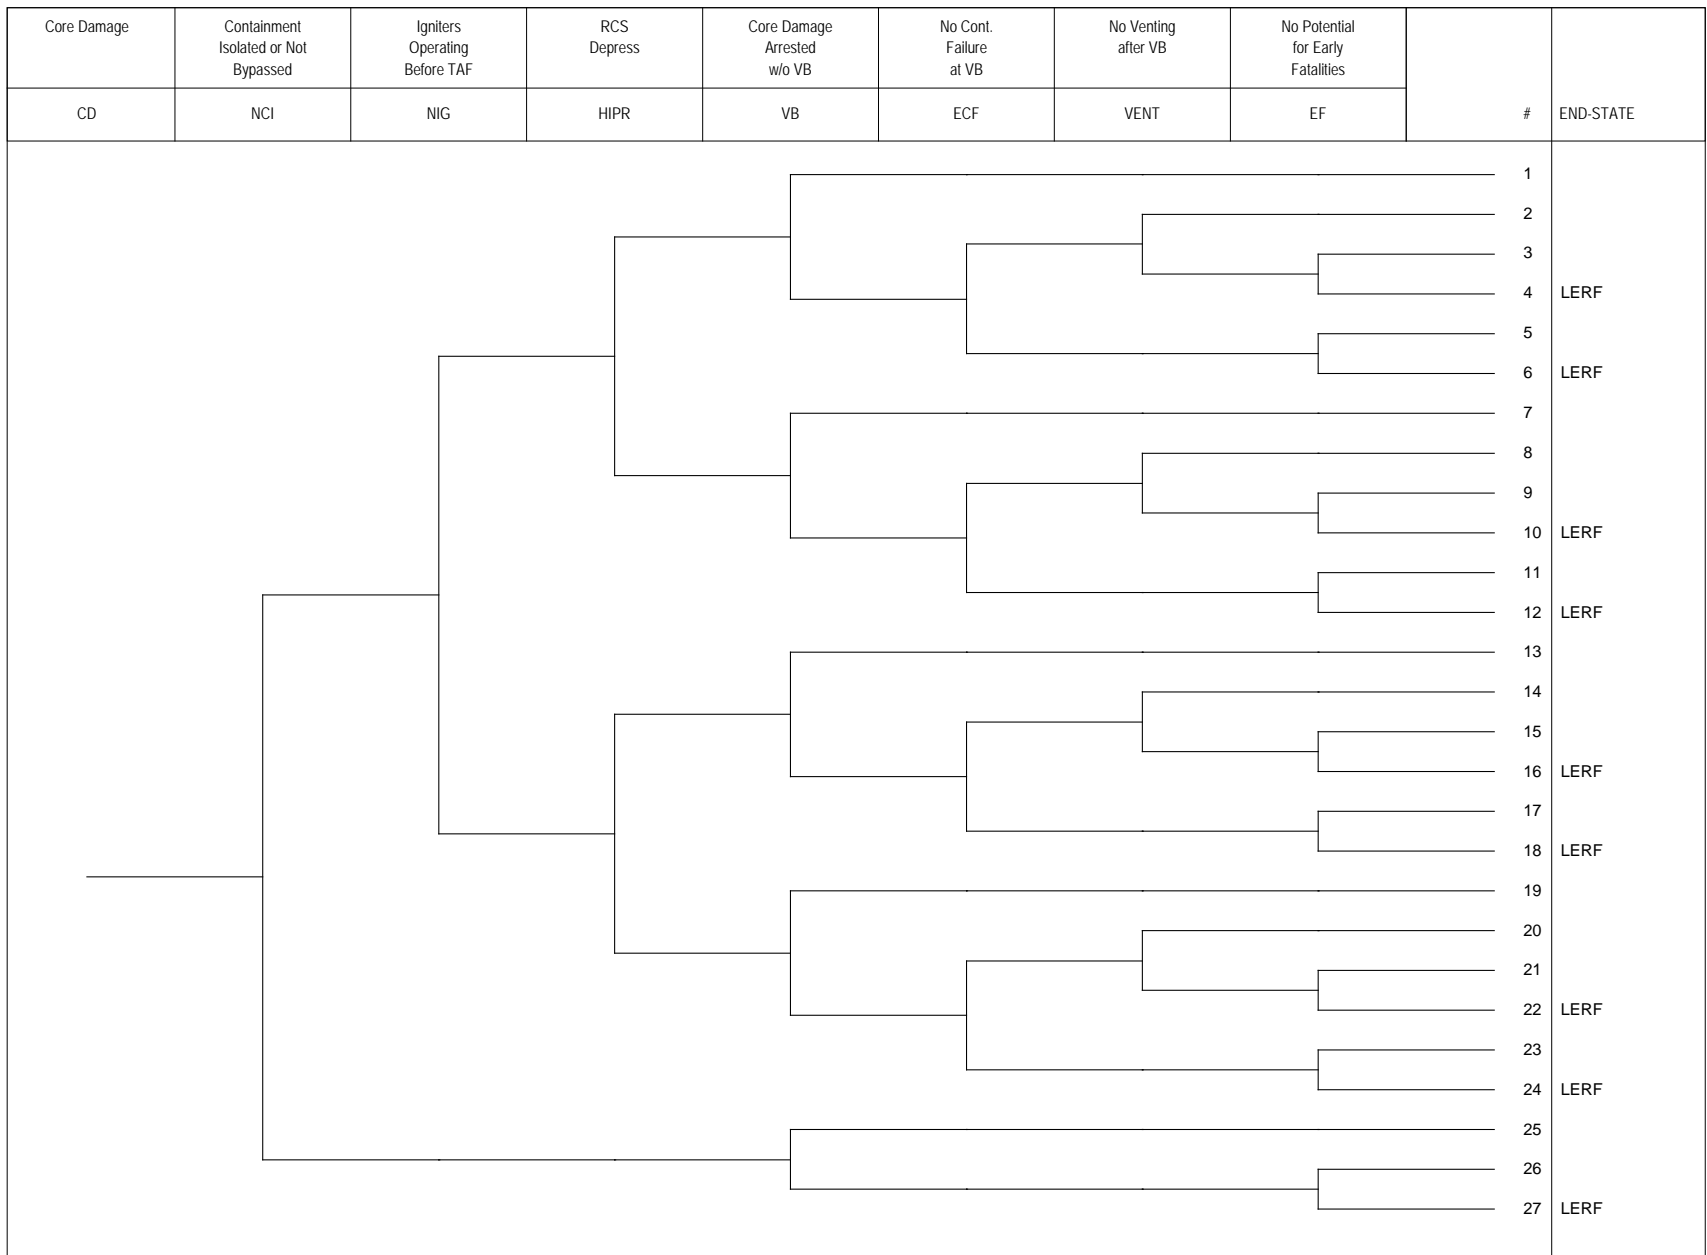 Core Damage
Containment
Isolated or Not
Bypassed
Igniters
Operating
Before TAF
RCS
Depress
Core Damage
Arrested
w/o VB
No Cont.
Failure
at VB
No Venting
after VB
No Potential
for Early
Fatalities
CD NCI NIG HIPR VB ECF VENT EF # END-STATE
1
2
3
4 LERF
5
6 LERF
7
8
9
10 LERF
11
12 LERF
13
14
15
16 LERF
17
18 LERF
19
20
21
22 LERF
23
24 LERF
25
26
27 LERF